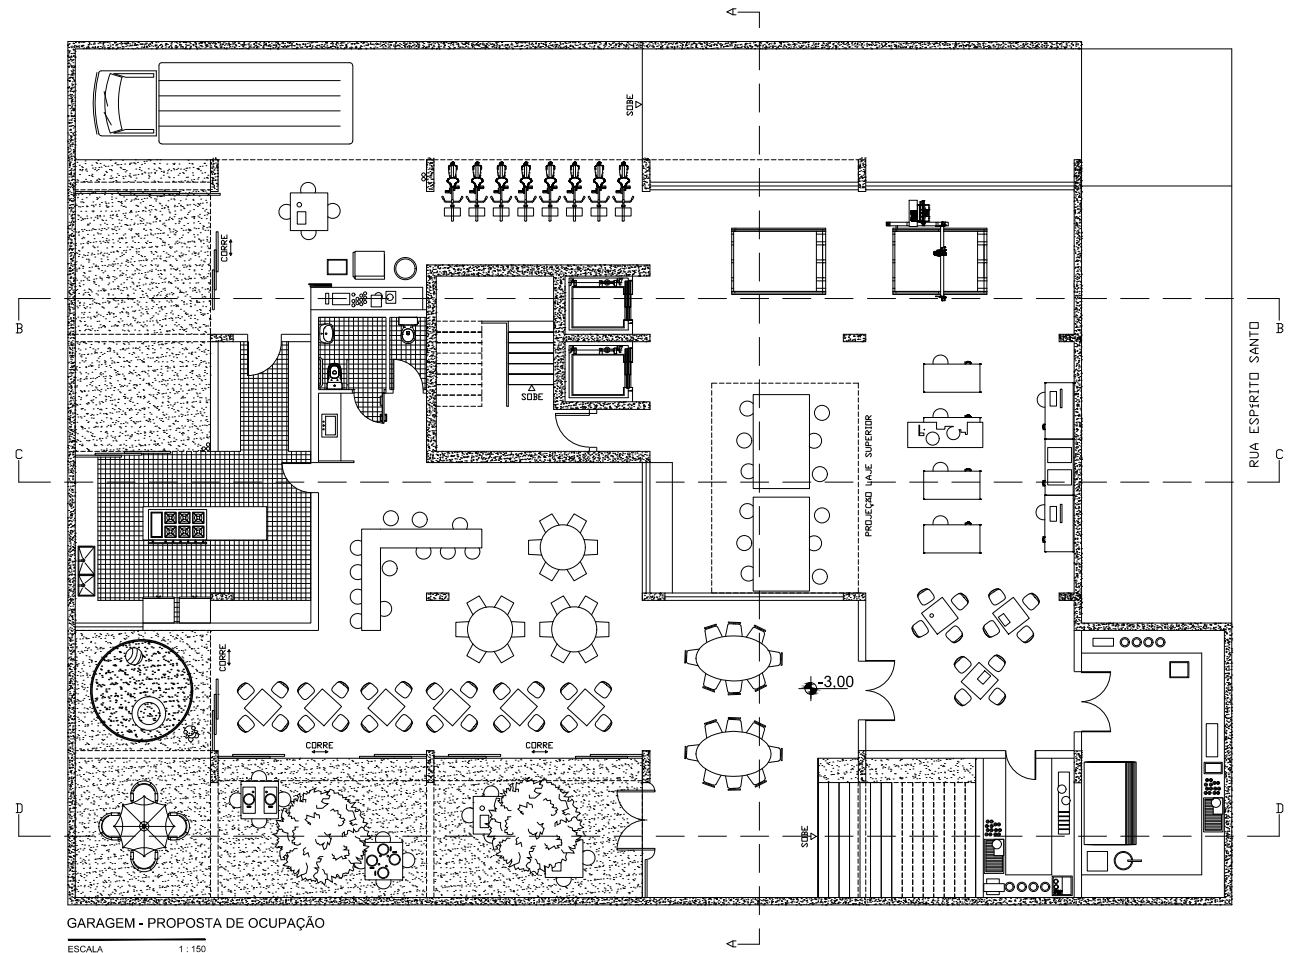 A
SOBE
CORRE
B
B
RUA ESPÍRITO SANTO
SOBE
C
C
PROJEÇÃO LAJE SUPERIOR
CORRE
-3.00
CORRE
CORRE
D
D
SOBE
GARAGEM - PROPOSTA DE OCUPAÇÃO
ESCALA 1 : 150
A